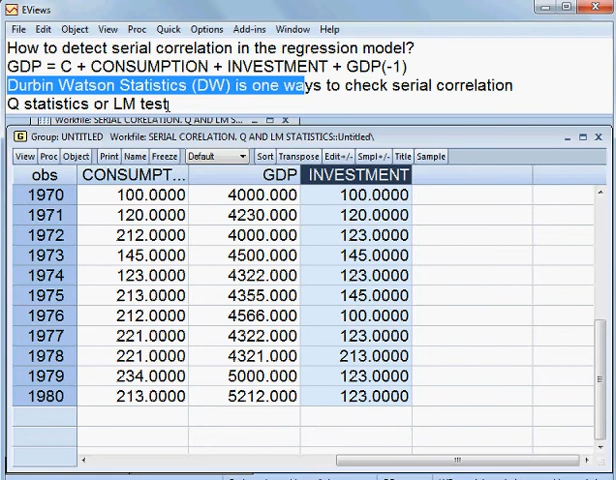 EViews
File Edit Object View Proc Quick Options Add-ins Window Help
How to detect serial correlation in the regression model?
GDP = C + CONSUMPTION + INVESTMENT + GDP(-1)
Durbin Watson Statistics (DW) is one ways to check serial correlation
Q statistics or LM test
Workfile: SERIAL CORELATION. Q AND LM S...
Group: UNTITLED Workfile: SERIAL CORELATION. Q AND LM STATISTICS::Untitled\
View Proc Object Print Name Freeze Default Sort Transpose Edit+/- Smpl+/- Title Sample
obs CONSUMPT... GDP INVESTMENT
1970 100.0000 4000.000 100.0000
1971 120.0000 4230.000 120.0000
1972 212.0000 4000.000 123.0000
1973 145.0000 4500.000 145.0000
1974 123.0000 4322.000 123.0000
1975 213.0000 4355.000 145.0000
1976 212.0000 4566.000 100.0000
1977 221.0000 4322.000 123.0000
1978 221.0000 4321.000 213.0000
1979 234.0000 5000.000 123.0000
1980 213.0000 5212.000 123.0000